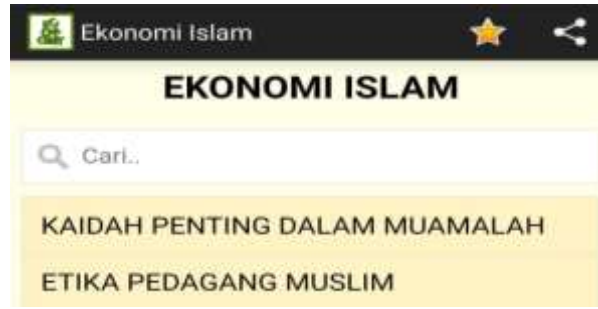 Ekonomi Islam
EKONOMI ISLAM
Cari..
KAIDAH PENTING DALAM MUAMALAH
ETIKA PEDAGANG MUSLIM